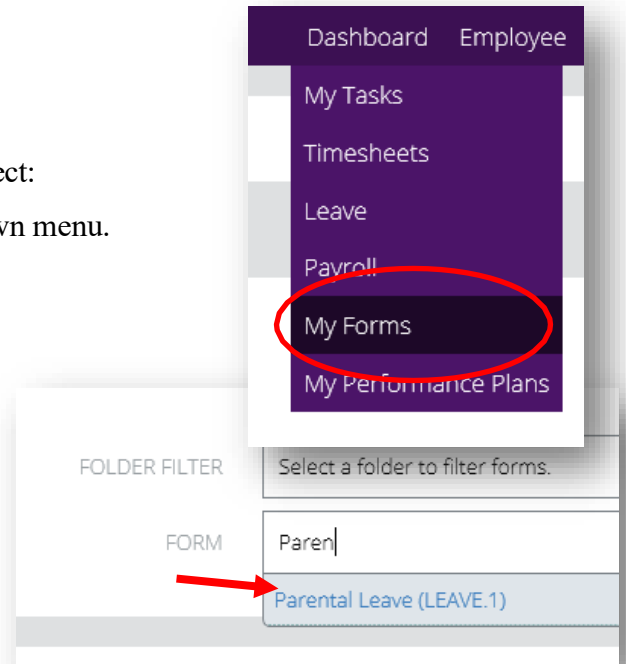 Dashboard Employee
My Tasks
Timesheets
ect:
Leave
vn menu.
Payroll
My Forms
My Performance Plans
FOLDER FILTER Select a folder to filter forms.
FORM Paren
Parental Leave (LEAVE.1)